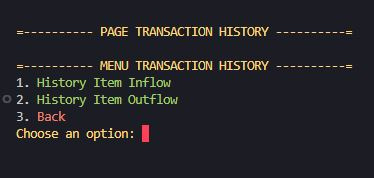 =---------- PAGE TRANSACTION HISTORY ----------=
=---------- MENU TRANSACTION HISTORY ----------=
1. History Item Inflow
2. History Item Outflow
3. Back
Choose an option: